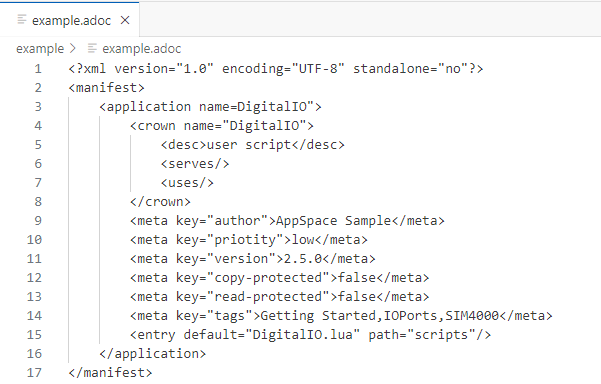 example.adoc ×
example > example.adoc
1 <?xml version="1.0" encoding="UTF-8" standalone="no"?>
2 <manifest>
3 <application name=DigitalIO">
4 <crown name="DigitalIO">
5 <desc>user script</desc>
6 <serves/>
7 <uses/>
8 </crown>
9 <meta key="author">AppSpace Sample</meta>
10 <meta key="priotity">low</meta>
11 <meta key="version">2.5.0</meta>
12 <meta key="copy-protected">false</meta>
13 <meta key="read-protected">false</meta>
14 <meta key="tags">Getting Started,IOPorts,SIM4000</meta>
15 <entry default="DigitalIO.lua" path="scripts"/>
16 </application>
17 </manifest>